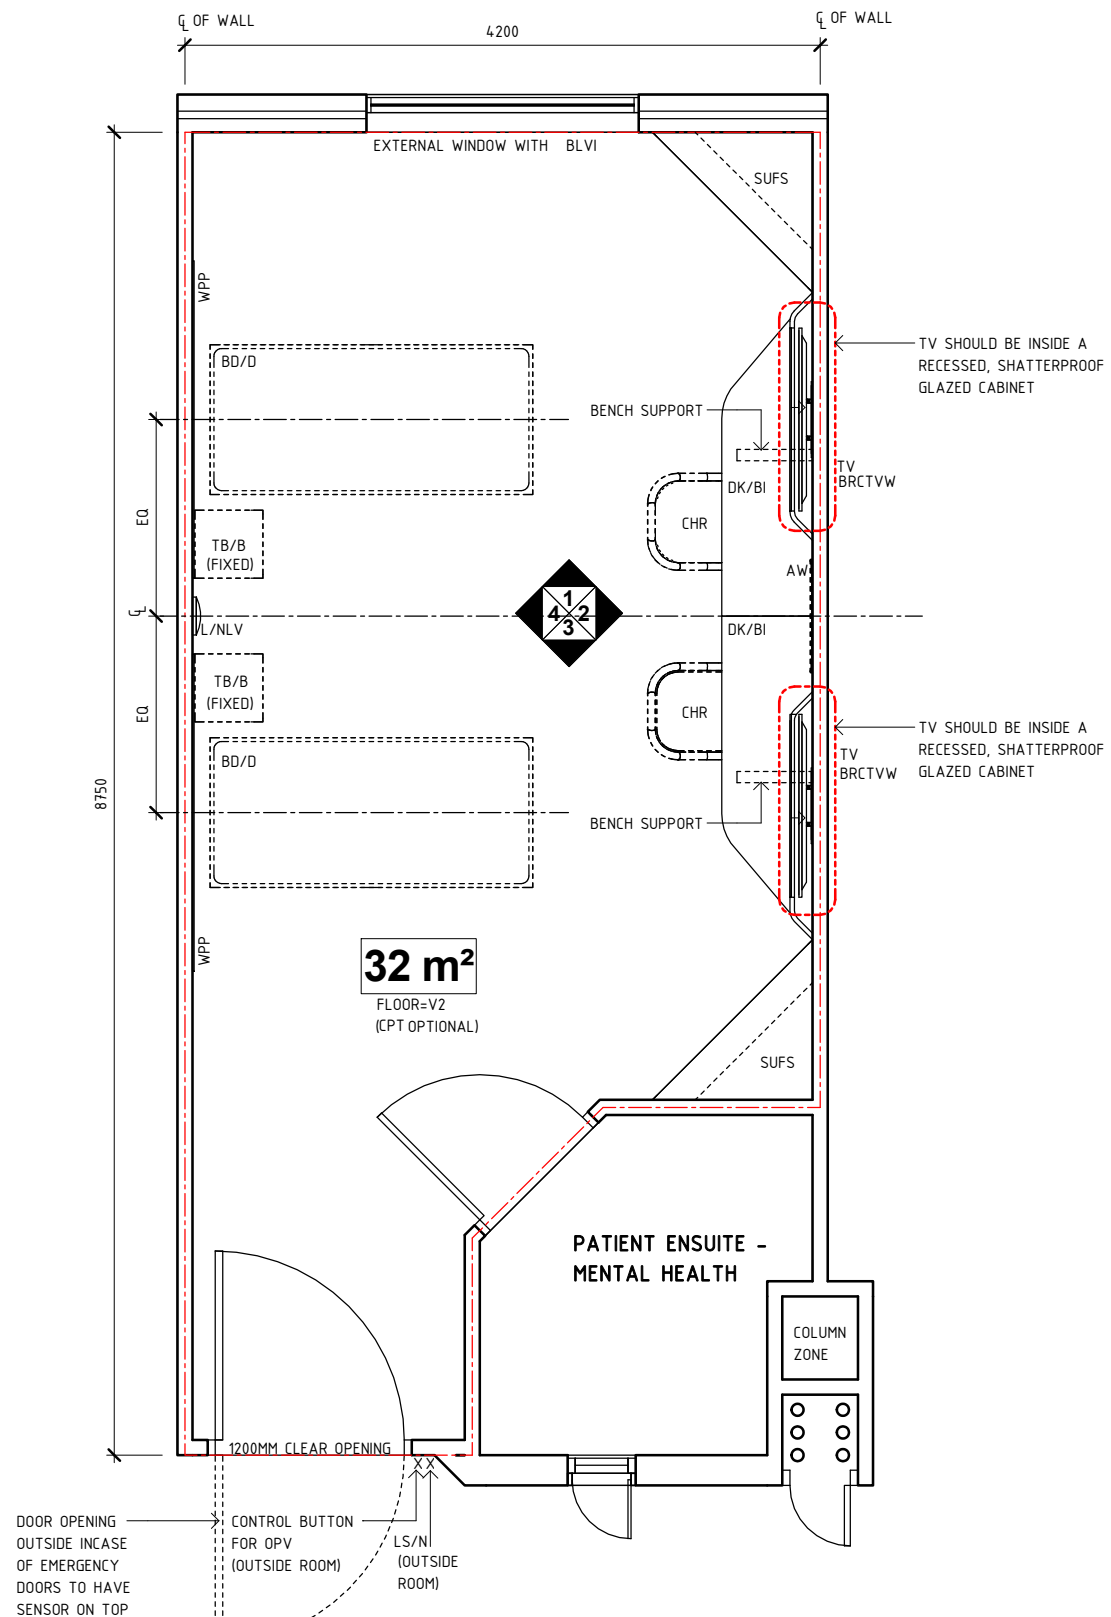 ℄ OF WALL
4200
℄ OF WALL
EXTERNAL WINDOW WITH BLVI
SUFS
WPP
TV SHOULD BE INSIDE A
RECESSED, SHATTERPROOF
GLAZED CABINET
BD/D
BENCH SUPPORT
TV
BRCTVW
DK/BI
CHR
EQ
TB/B
(FIXED)
AW
1
4 2
3
℄
L/NLV
DK/BI
TB/B
(FIXED)
CHR
EQ
TV SHOULD BE INSIDE A
RECESSED, SHATTERPROOF
GLAZED CABINET
TV
BRCTVW
BD/D
8750
BENCH SUPPORT
WPP
32 m²
FLOOR=V2
(CPT OPTIONAL)
SUFS
PATIENT ENSUITE -
MENTAL HEALTH
COLUMN
ZONE
1200MM CLEAR OPENING
DOOR OPENING
OUTSIDE INCASE
OF EMERGENCY
DOORS TO HAVE
SENSOR ON TOP
CONTROL BUTTON
FOR OPV
(OUTSIDE ROOM)
LS/N
(OUTSIDE
ROOM)